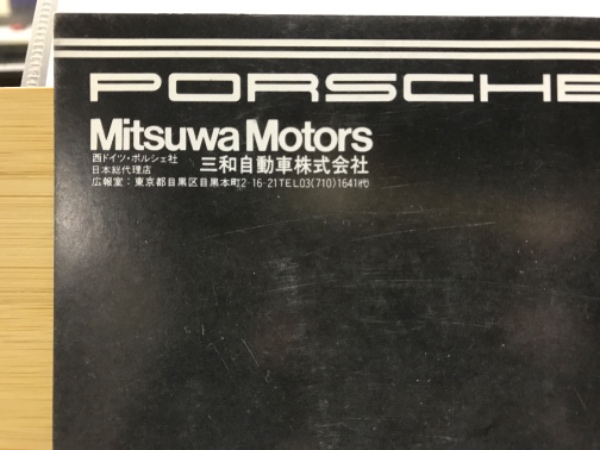 PORSCHE
Mitsuwa Motors
西ドイツ・ポルシェ社
日本総代理店
三和自動車株式会社
広報室：東京都目黒区目黒本町2-16-21TEL03(710)1641代